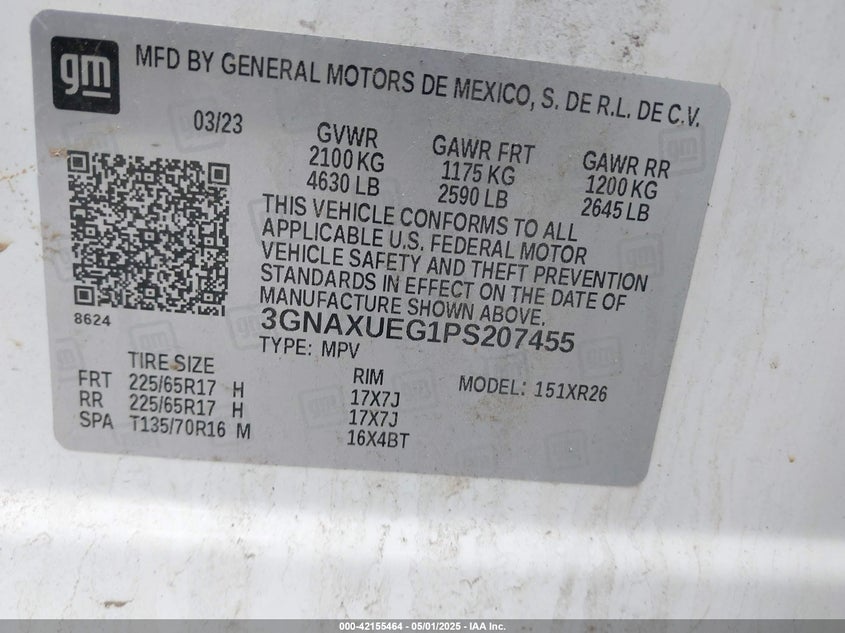 gm
MFD BY GENERAL MOTORS DE MEXICO, S. DE R.L. DE C.V.
03/23
GVWR
2100 KG
4630 LB
GAWR FRT
1175 KG
2590 LB
GAWR RR
1200 KG
2645 LB
THIS VEHICLE CONFORMS TO ALL
APPLICABLE U.S. FEDERAL MOTOR
VEHICLE SAFETY AND THEFT PREVENTION
STANDARDS IN EFFECT ON THE DATE OF
MANUFACTURE SHOWN ABOVE.
8624
3GNAXUEG1PS207455
TYPE: MPV
TIRE SIZE RIM MODEL: 151XR26
FRT 225/65R17 H 17X7J
RR 225/65R17 H 17X7J
SPA T135/70R16 M 16X4BT
000-42155464 - 05/01/2025 - IAA Inc.